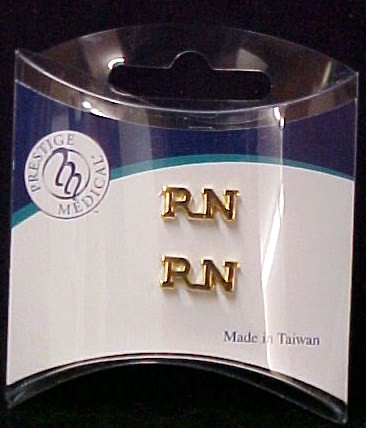 PRESTIGE
MEDICAL
RN
RN
Made in Taiwan